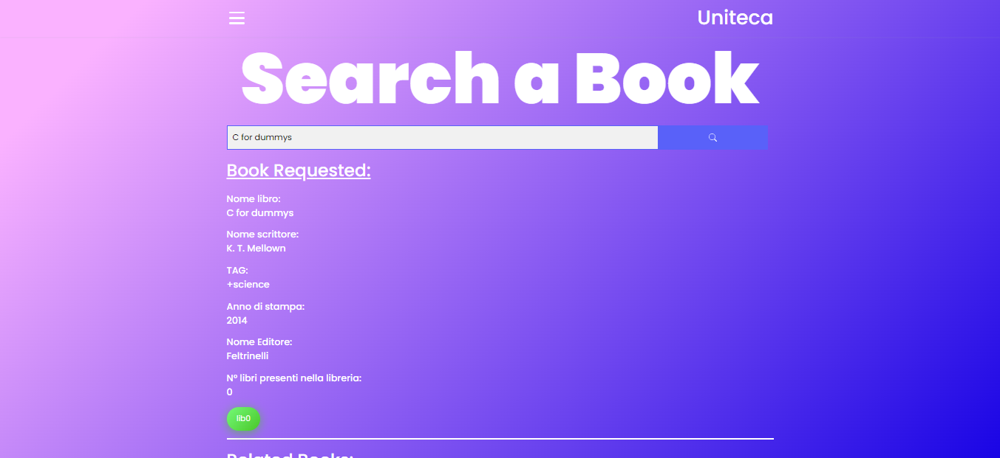 Uniteca
Search a Book
C for dummys
Book Requested:
Nome libro:
C for dummys
Nome scrittore:
K. T. Mellown
TAG:
+science
Anno di stampa:
2014
Nome Editore:
Feltrinelli
N° libri presenti nella libreria:
0
lib0
Related Books: